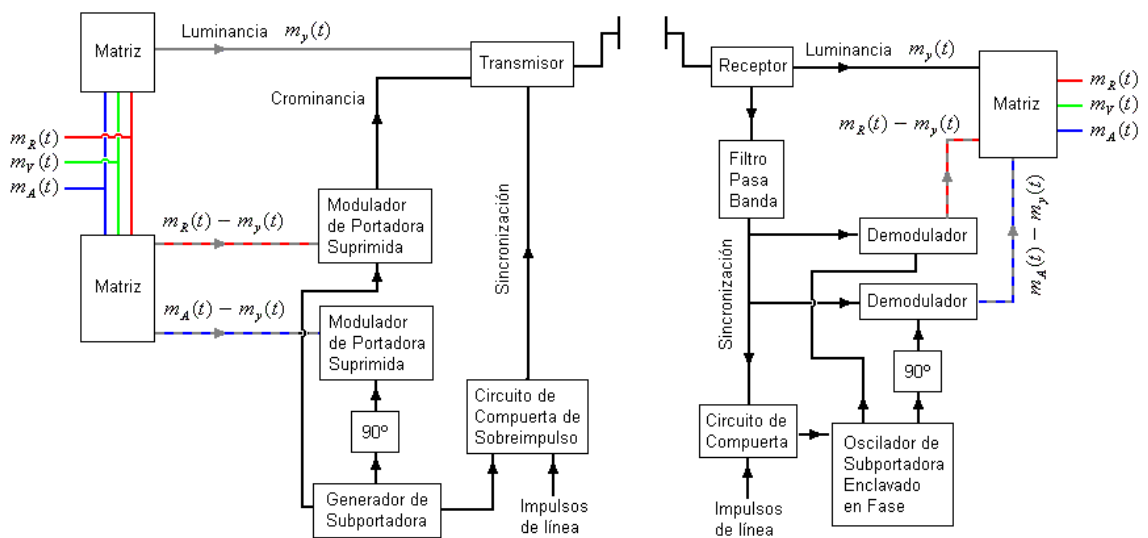 Matriz
Luminancia m_y(t)
Transmisor
Crominancia
m_R(t)
m_V(t)
m_A(t)
Matriz
m_R(t) − m_y(t)
m_A(t) − m_y(t)
Modulador
de Portadora
Suprimida
Modulador
de Portadora
Suprimida
90º
Generador de
Subportadora
Sincronización
Circuito de
Compuerta de
Sobreimpulso
Impulsos
de línea
Receptor
Luminancia m_y(t)
Matriz
m_R(t)
m_V(t)
m_A(t)
m_R(t) − m_y(t)
m_A(t) − m_y(t)
Filtro
Pasa
Banda
Sincronización
Demodulador
Demodulador
90º
Circuito de
Compuerta
Oscilador de
Subportadora
Enclavado
en Fase
Impulsos
de línea